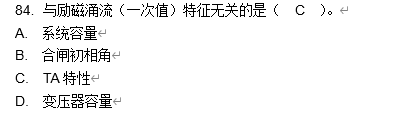 84. 与励磁涌流（一次值）特征无关的是（ C ）。↵
A. 系统容量↵
B. 合闸初相角↵
C. TA 特性↵
D. 变压器容量↵